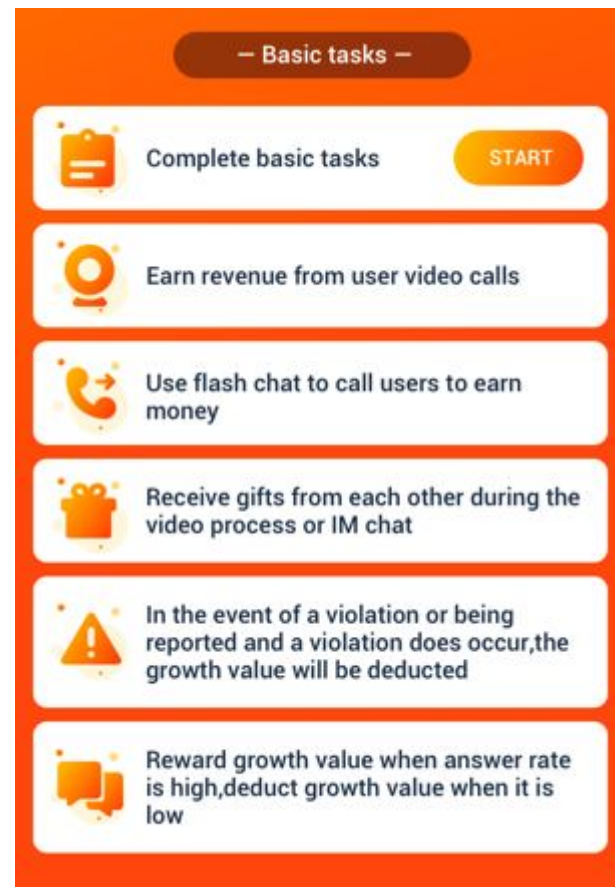 — Basic tasks —
Complete basic tasks
START
Earn revenue from user video calls
Use flash chat to call users to earn
money
Receive gifts from each other during the
video process or IM chat
In the event of a violation or being
reported and a violation does occur,the
growth value will be deducted
Reward growth value when answer rate
is high,deduct growth value when it is
low